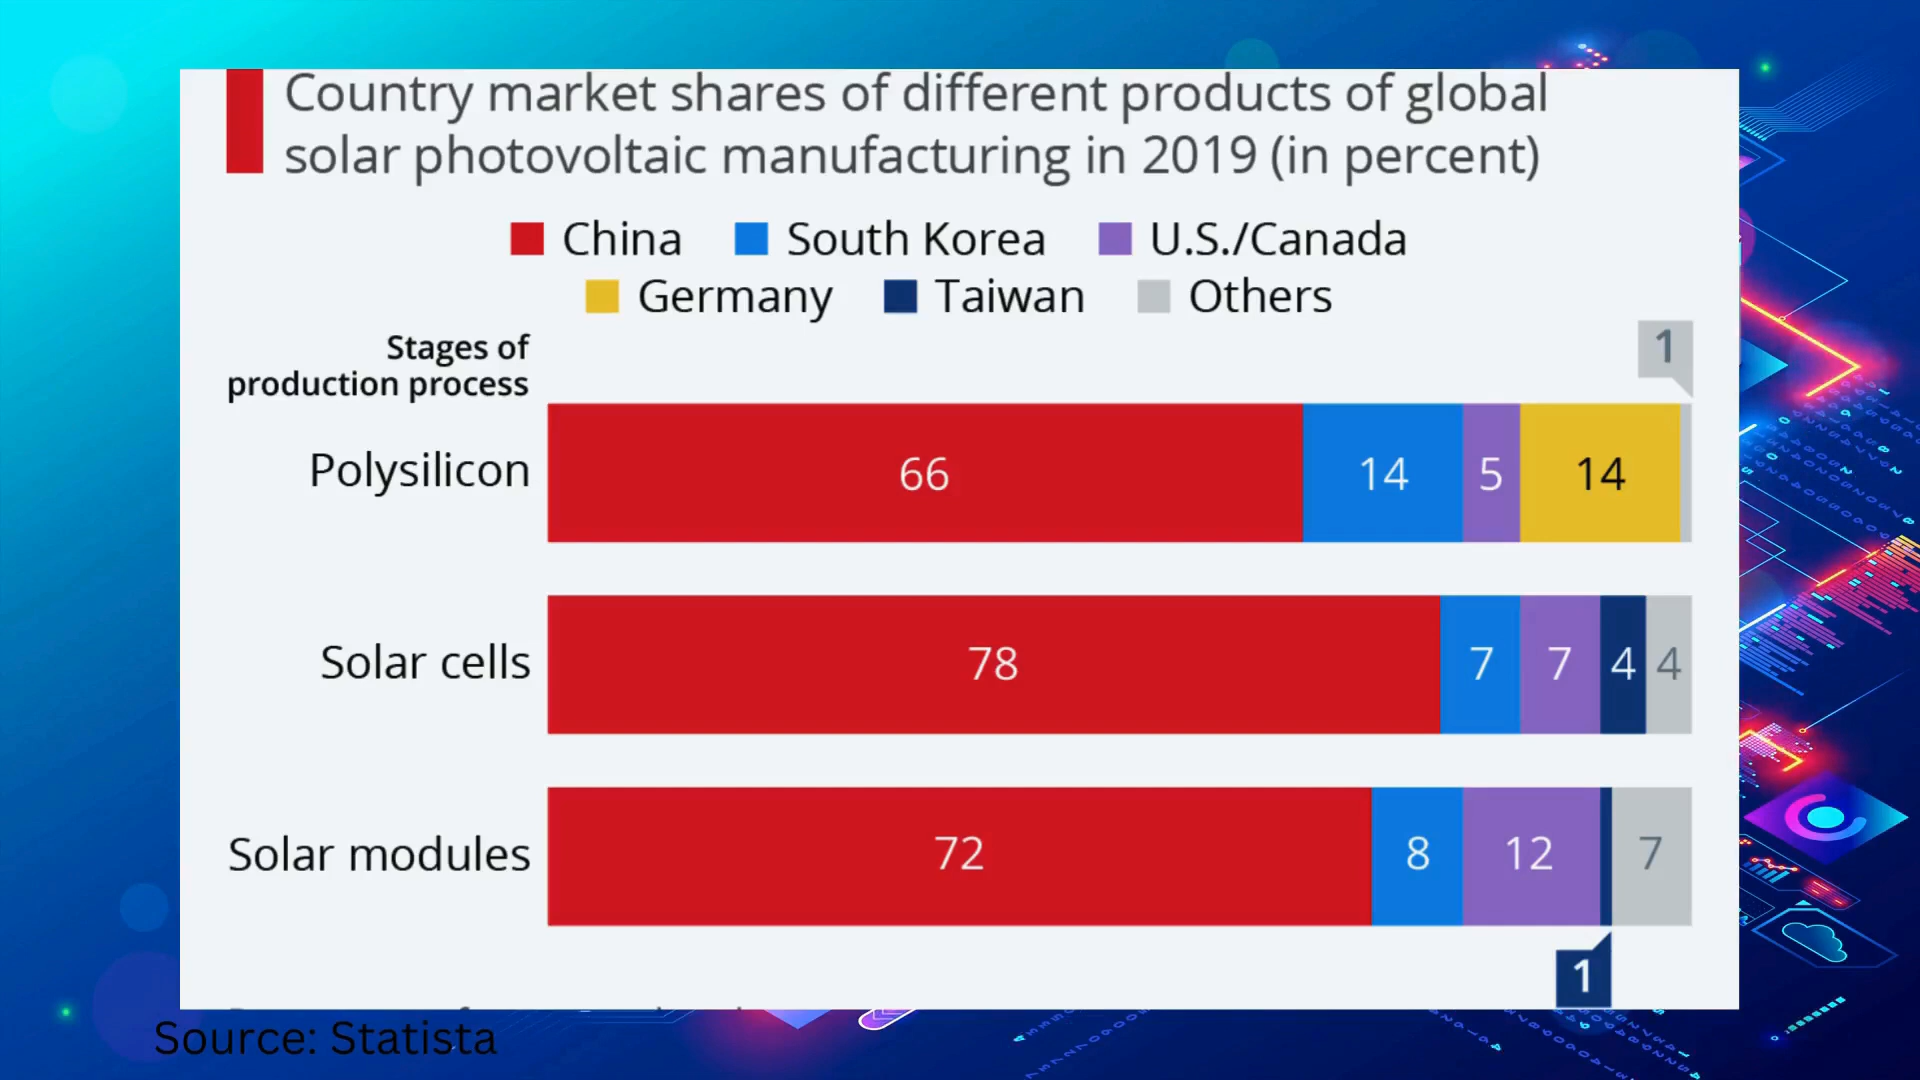 Country market shares of different products of global
solar photovoltaic manufacturing in 2019 (in percent)
China South Korea U.S./Canada
Germany Taiwan Others
Stages of
production process
1
Polysilicon 66 14 5 14
Solar cells 78 7 7 4 4
Solar modules 72 8 12 7
1
Source: Statista